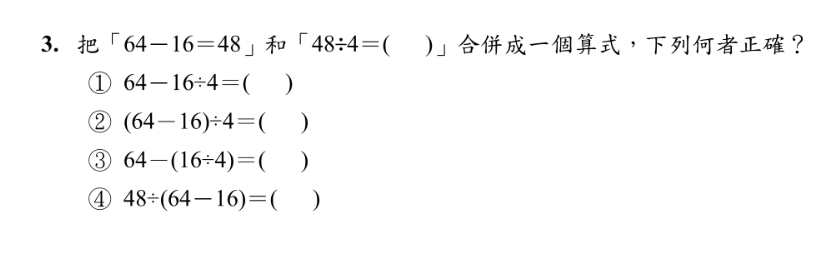 3. 把「64－16＝48」和「48÷4＝(　　)」合併成一個算式，下列何者正確？
① 64－16÷4＝(　　)
② (64－16)÷4＝(　　)
③ 64－(16÷4)＝(　　)
④ 48÷(64－16)＝(　　)